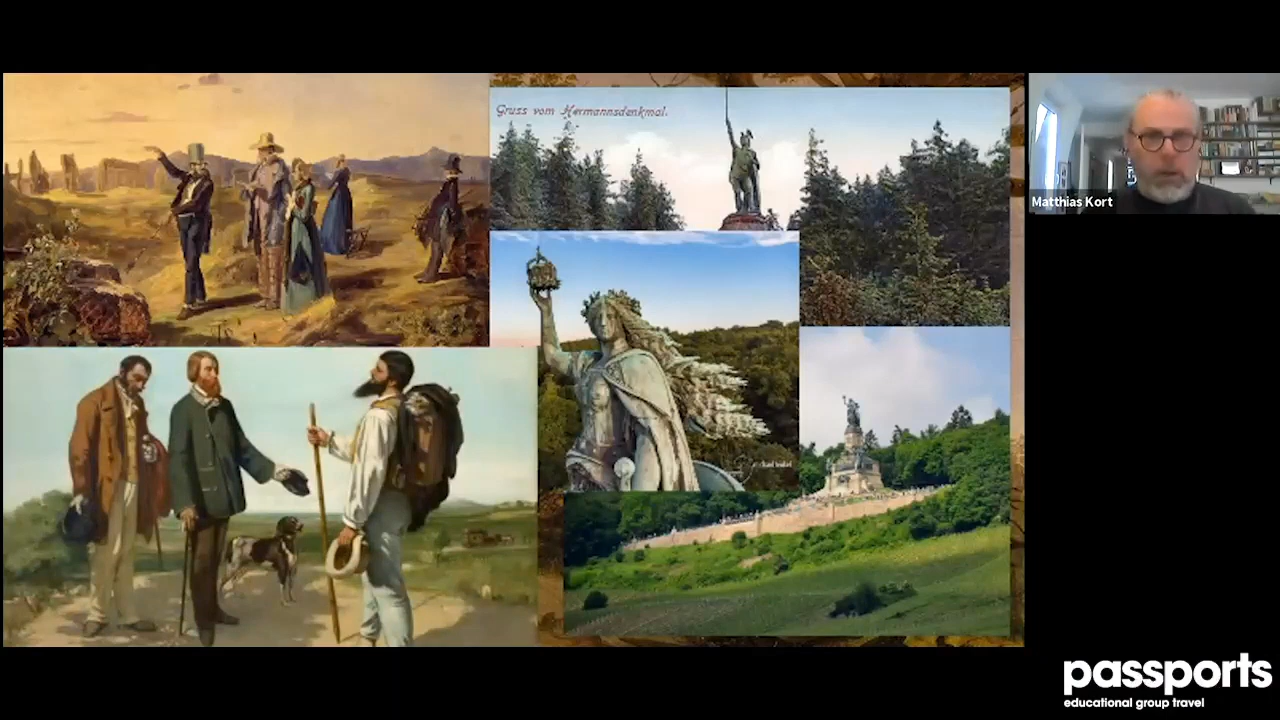 Gruss vom Hermannsdenkmal.
Matthias Kort
passports
educational group travel